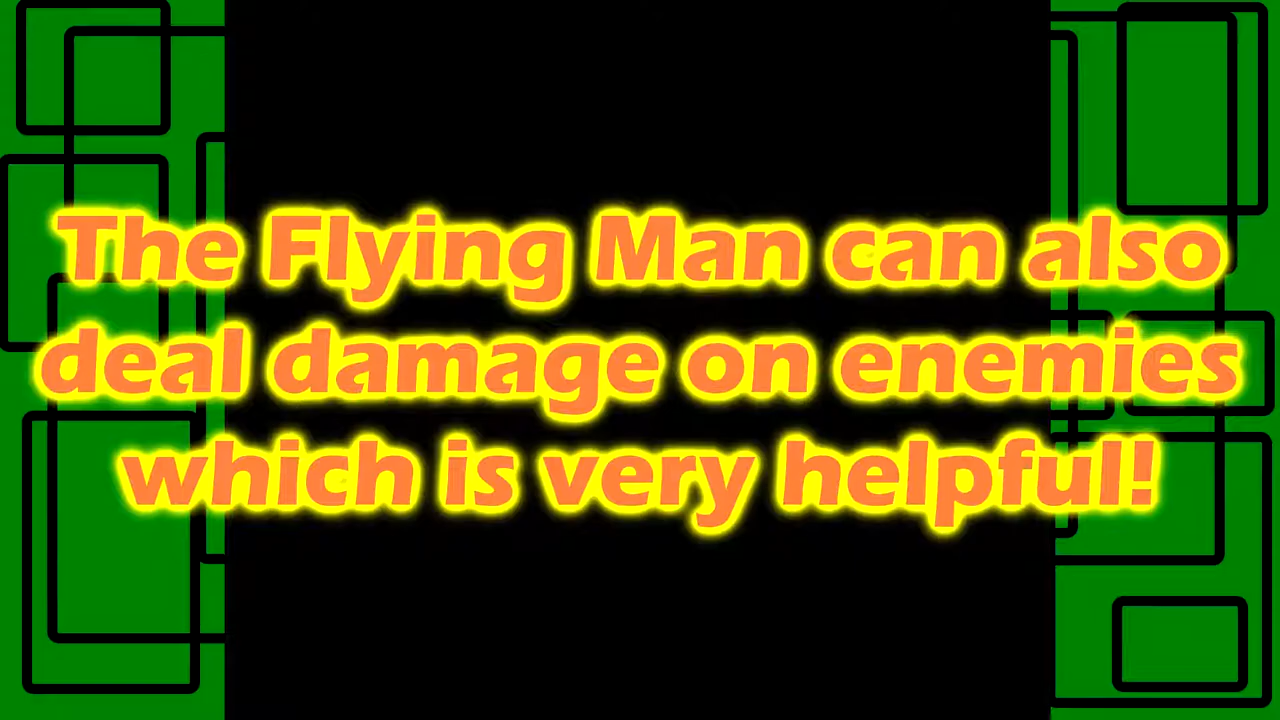 The Flying Man can also
deal damage on enemies
which is very helpful!